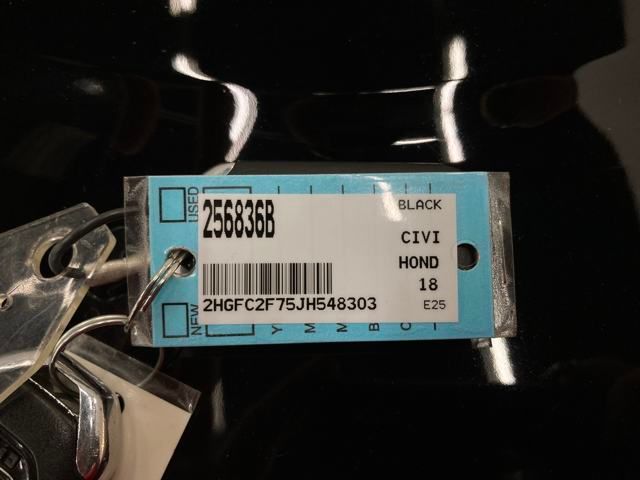 USED
256836B
BLACK
CIVI
HOND
18
2HGFC2F75JH548303
E25
NEW
Y
M
M
B
C